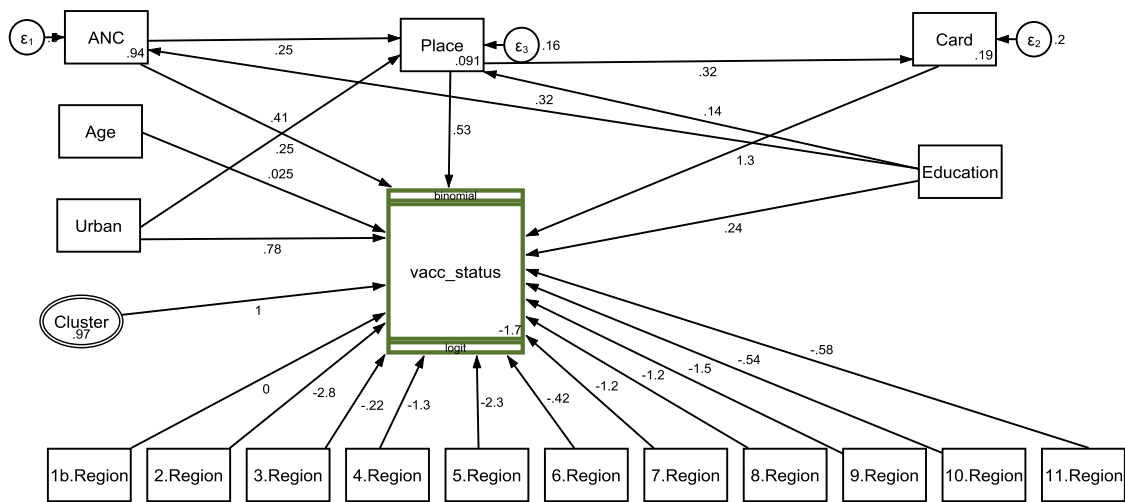 ε1
ANC
.94
.25
Place
.091
ε3
.16
.32
Card
.19
ε2
.2
Age
.41
.25
.025
.53
.32
.14
1.3
Education
.24
Urban
.78
binomial
vacc_status
-1.7
logit
Cluster
.97
1
0
-2.8
-.22
-1.3
-2.3
-.42
-1.2
-1.2
-1.5
-.54
-.58
1b.Region
2.Region
3.Region
4.Region
5.Region
6.Region
7.Region
8.Region
9.Region
10.Region
11.Region